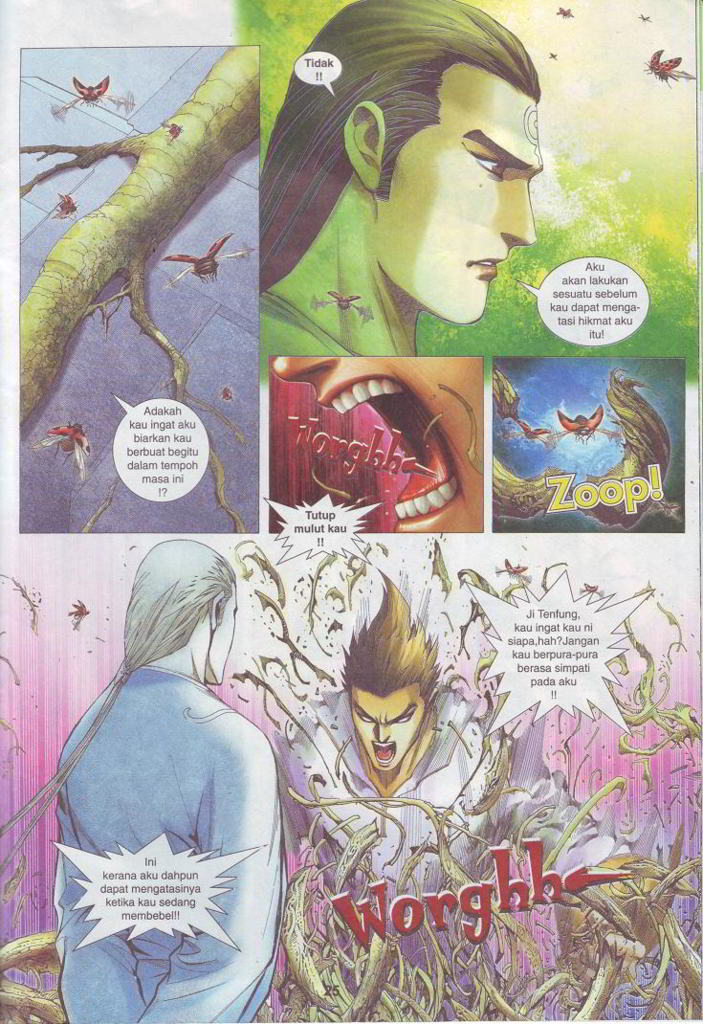 Tidak
!!
Aku
akan lakukan
sesuatu sebelum
kau dapat menga-
tasi hikmat aku
itu!
Adakah
kau ingat aku
biarkan kau
berbuat begitu
dalam tempoh
masa ini
!?
Worghh
Zoop!
Tutup
mulut kau
!!
Ji Tenfung,
kau ingat kau ni
siapa,hah?Jangan
kau berpura-pura
berasa simpati
pada aku
!!
Ini
kerana aku dahpun
dapat mengatasinya
ketika kau sedang
membebel!!
Worghh
25